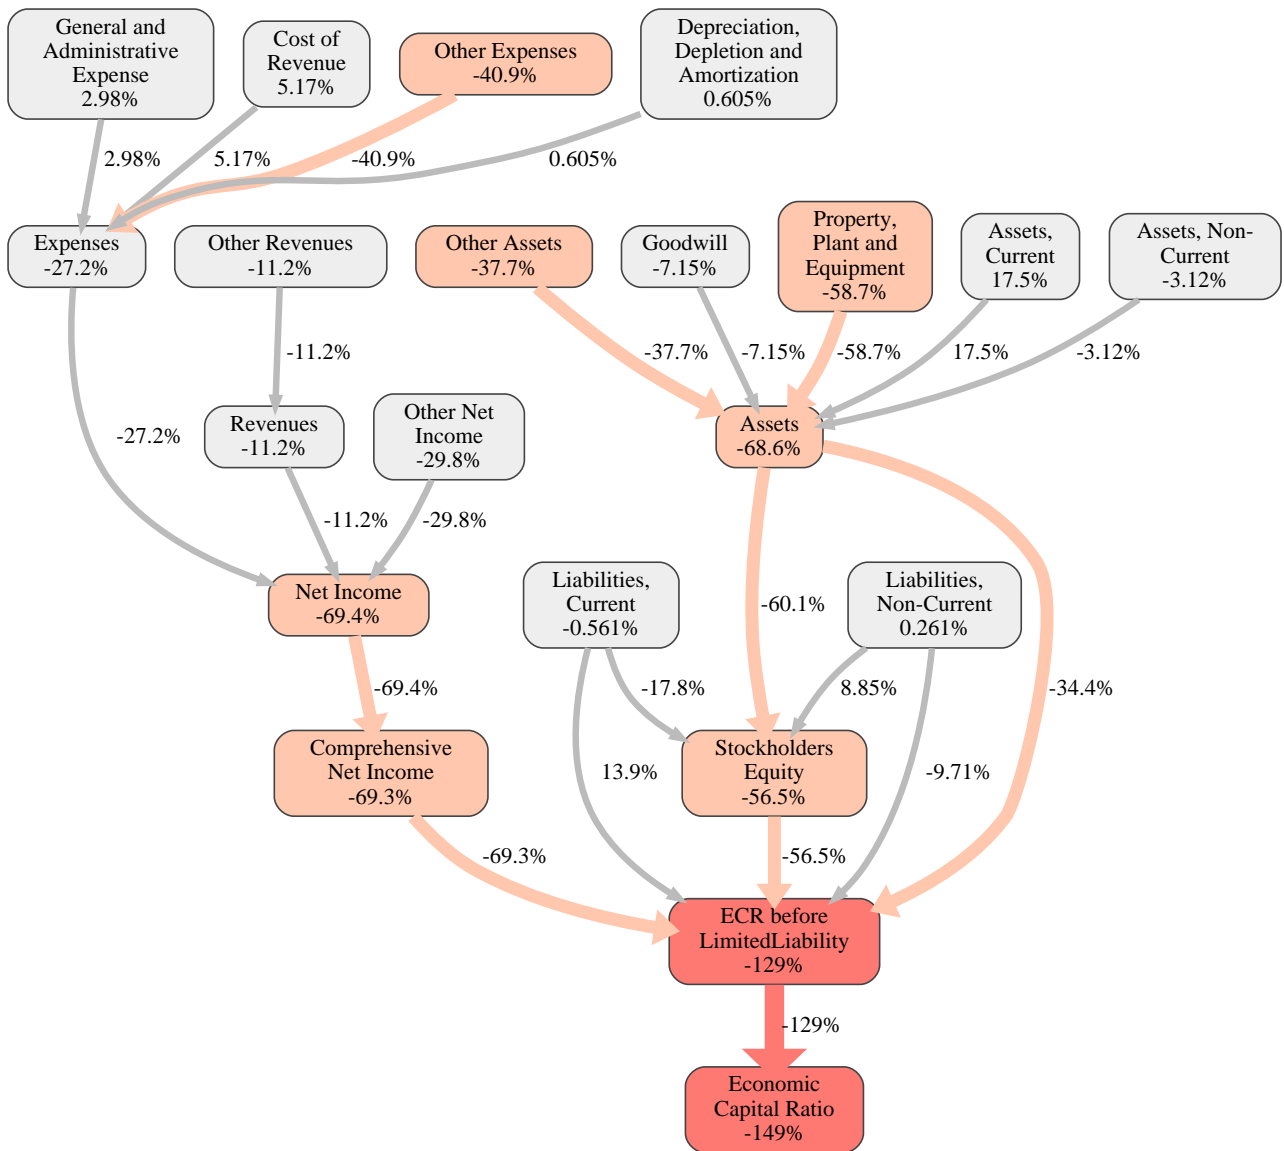 General and
Administrative
Expense
2.98%
Cost of
Revenue
5.17%
Other Expenses
-40.9%
Depreciation,
Depletion and
Amortization
0.605%
2.98%
5.17%
-40.9%
0.605%
Expenses
-27.2%
Other Revenues
-11.2%
Other Assets
-37.7%
Goodwill
-7.15%
Property,
Plant and
Equipment
-58.7%
Assets,
Current
17.5%
Assets, Non-
Current
-3.12%
-11.2%
-37.7%
-7.15%
-58.7%
17.5%
-3.12%
-27.2%
Revenues
-11.2%
Other Net
Income
-29.8%
Assets
-68.6%
-11.2%
-29.8%
Net Income
-69.4%
Liabilities,
Current
-0.561%
-60.1%
Liabilities,
Non-Current
0.261%
-69.4%
-17.8%
8.85%
-34.4%
Comprehensive
Net Income
-69.3%
13.9%
Stockholders
Equity
-56.5%
-9.71%
-69.3%
-56.5%
ECR before
LimitedLiability
-129%
-129%
Economic
Capital Ratio
-149%